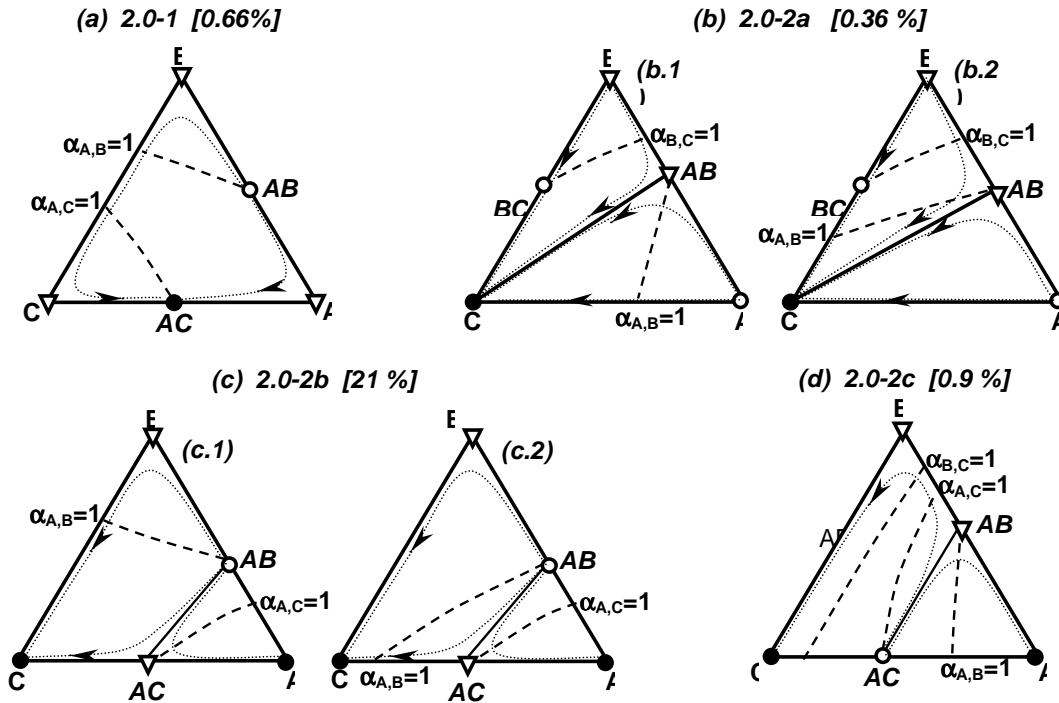 (a) 2.0-1 [0.66%]
(b) 2.0-2a [0.36 %]
(b.1
)
(b.2
)
αA,B=1
αB,C=1
αB,C=1
AB
AB
AB
αA,C=1
BC
BC
αA,B=1
C
AC
C
αA,B=1
C
(c) 2.0-2b [21 %]
(d) 2.0-2c [0.9 %]
(c.1)
(c.2)
αB,C=1
αA,C=1
αA,B=1
AB
AB
AB
αA,C=1
αA,C=1
C
AC
C
αA,B=1
AC
AC
αA,B=1